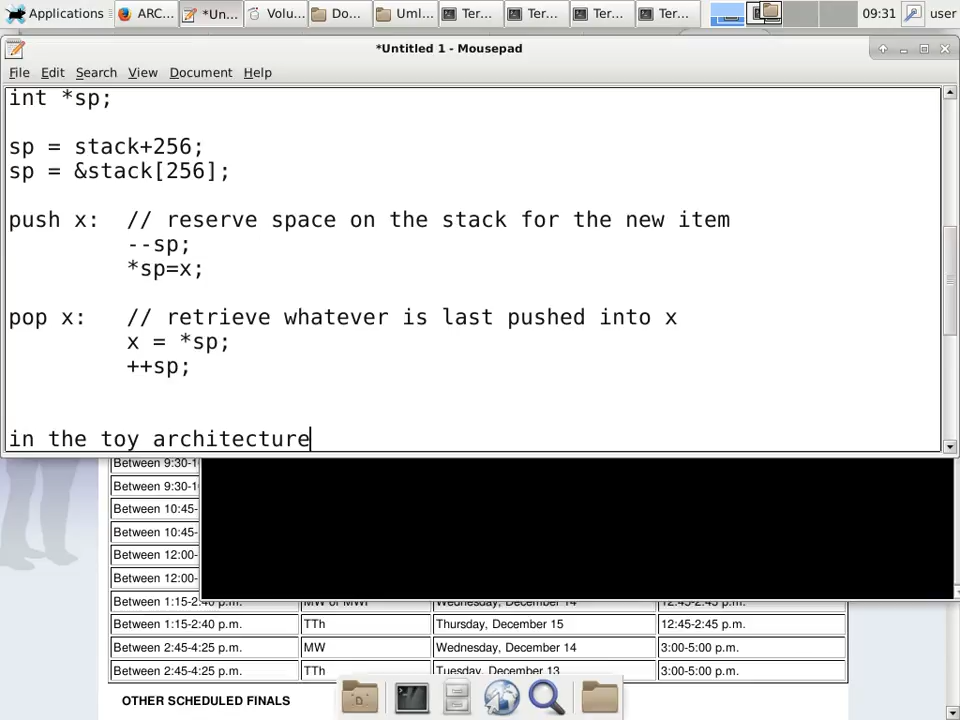 Applications
ARC...
*Un...
Volu...
Do...
Uml...
Ter...
Ter...
Ter...
Ter...
09:31
user
*Untitled 1 - Mousepad
File Edit Search View Document Help
int *sp;
sp = stack+256;
sp = &stack[256];
push x: // reserve space on the stack for the new item
--sp;
*sp=x;
pop x: // retrieve whatever is last pushed into x
x = *sp;
++sp;
in the toy architecture
Between 9:30-1
Between 9:30-1
Between 10:45-
Between 10:45-
Between 12:00-
Between 12:00-
Between 1:15-2:40 p.m. MW or MWF Wednesday, December 14 12:45-2:45 p.m.
Between 1:15-2:40 p.m. TTh Thursday, December 15 12:45-2:45 p.m.
Between 2:45-4:25 p.m. MW Wednesday, December 14 3:00-5:00 p.m.
Between 2:45-4:25 p.m. TTh Tuesday, December 13 3:00-5:00 p.m.
OTHER SCHEDULED FINALS